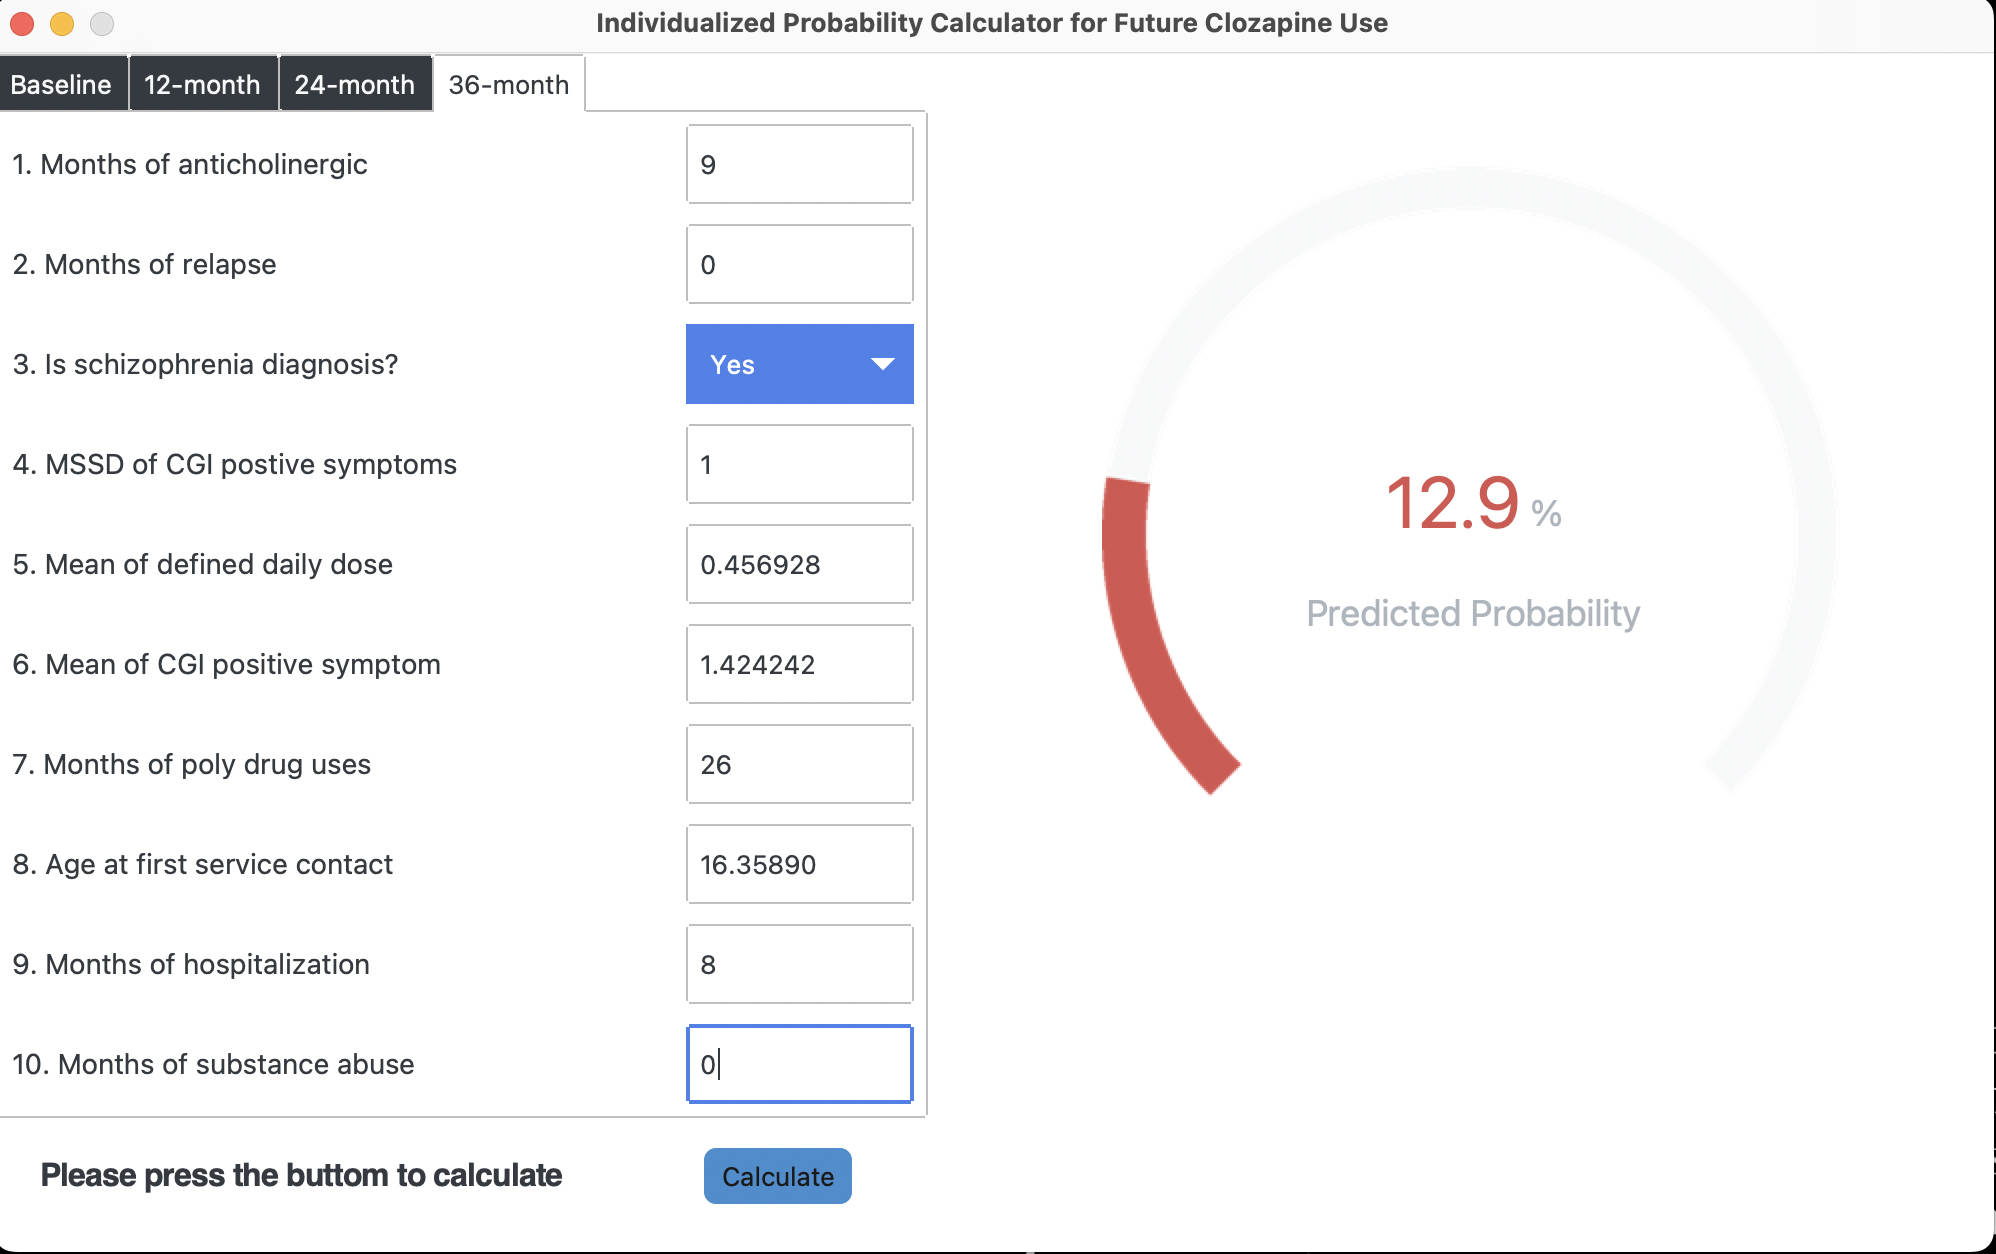 Individualized Probability Calculator for Future Clozapine Use
Baseline 12-month 24-month 36-month
1. Months of anticholinergic 9
2. Months of relapse 0
3. Is schizophrenia diagnosis? Yes
4. MSSD of CGI postive symptoms 1
5. Mean of defined daily dose 0.456928
6. Mean of CGI positive symptom 1.424242
7. Months of poly drug uses 26
8. Age at first service contact 16.35890
9. Months of hospitalization 8
10. Months of substance abuse 0
Please press the buttom to calculate Calculate
12.9 %
Predicted Probability